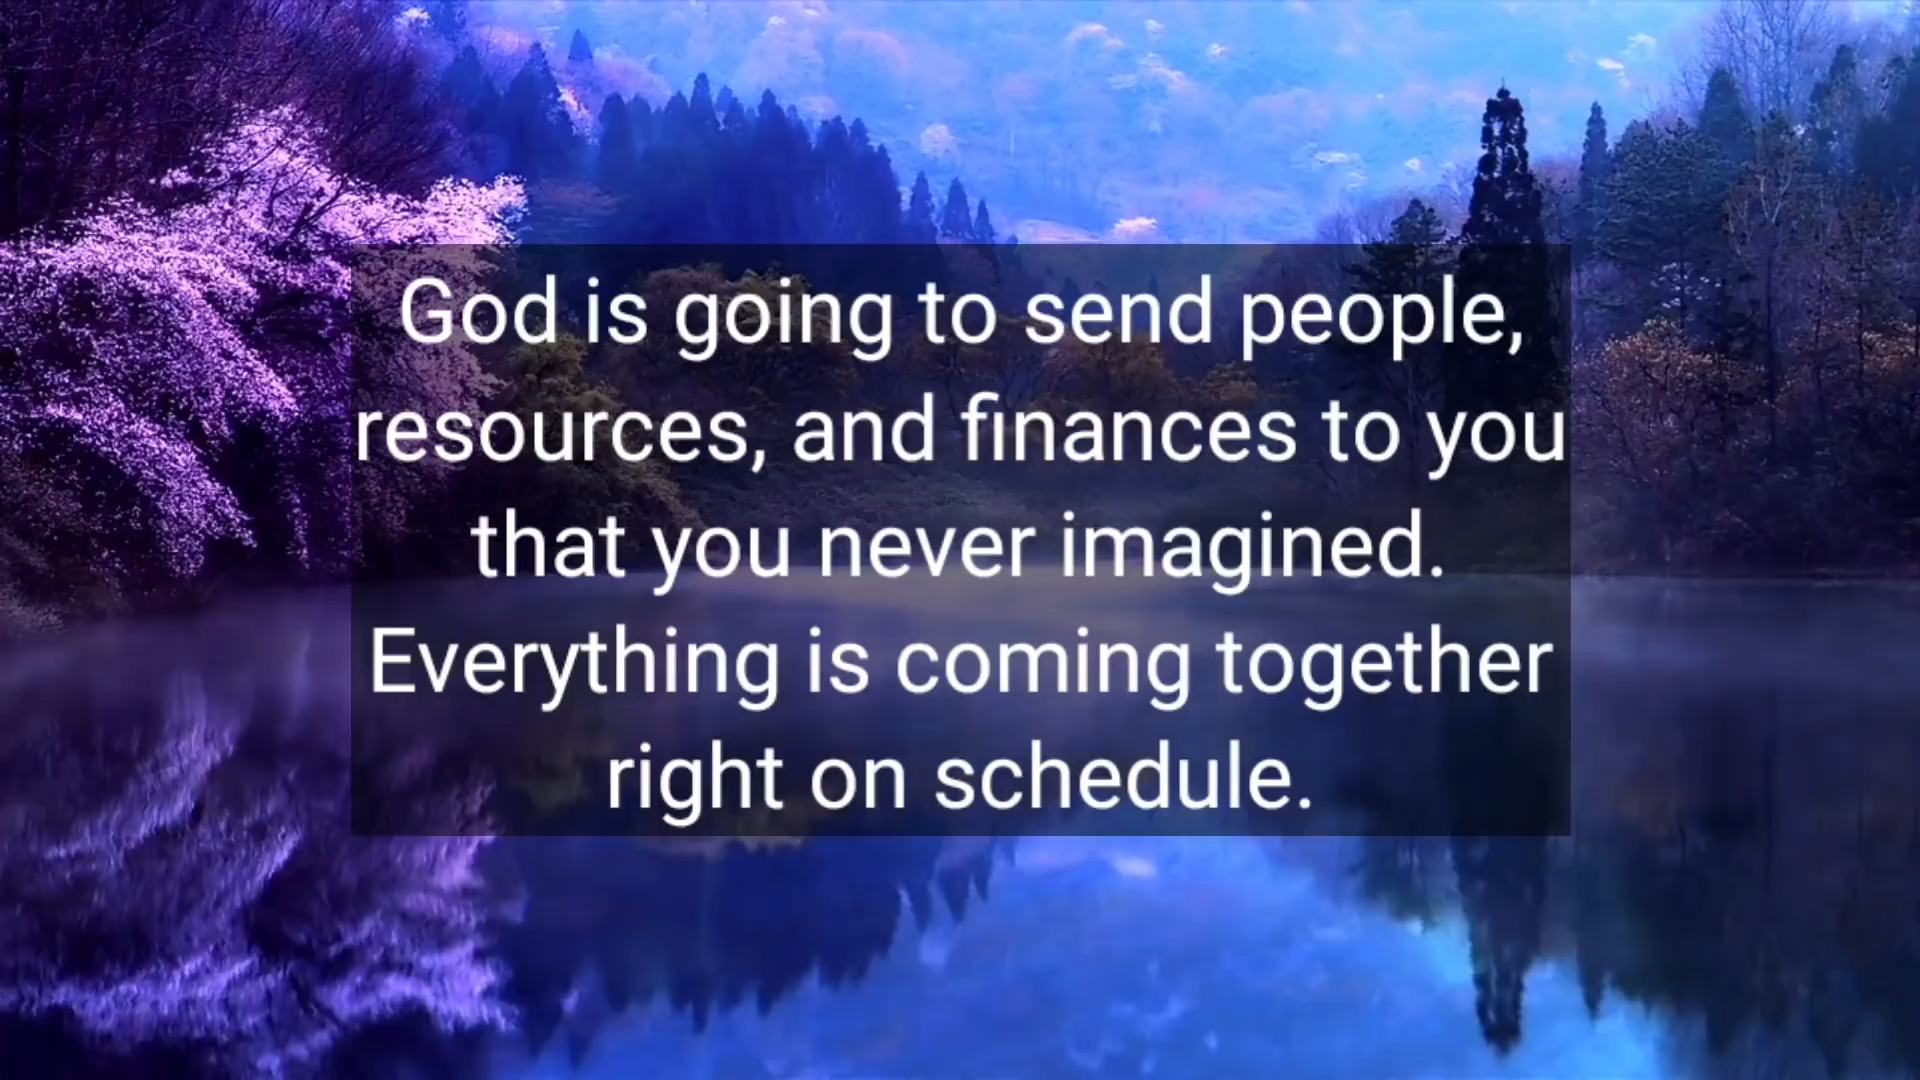 God is going to send people,
resources, and finances to you
that you never imagined.
Everything is coming together
right on schedule.